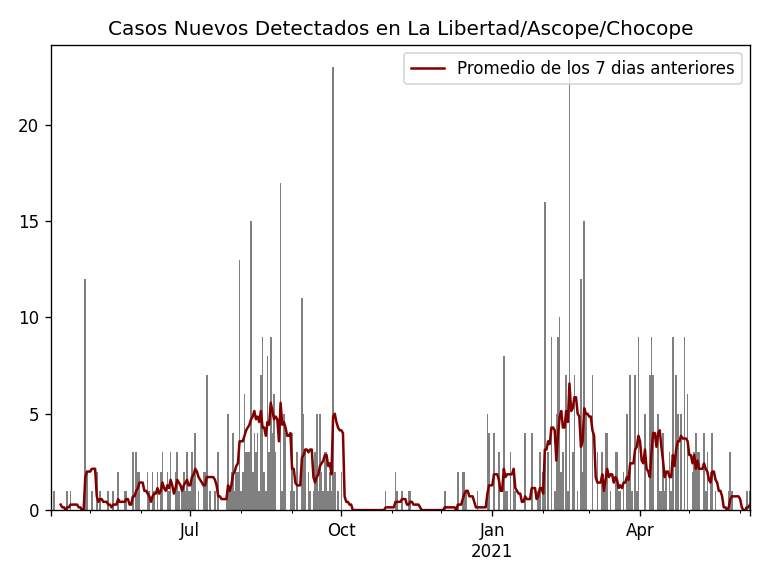 Casos Nuevos Detectados en La Libertad/Ascope/Chocope
Promedio de los 7 dias anteriores
20
15
10
5
0
Jul
Oct
Jan
2021
Apr